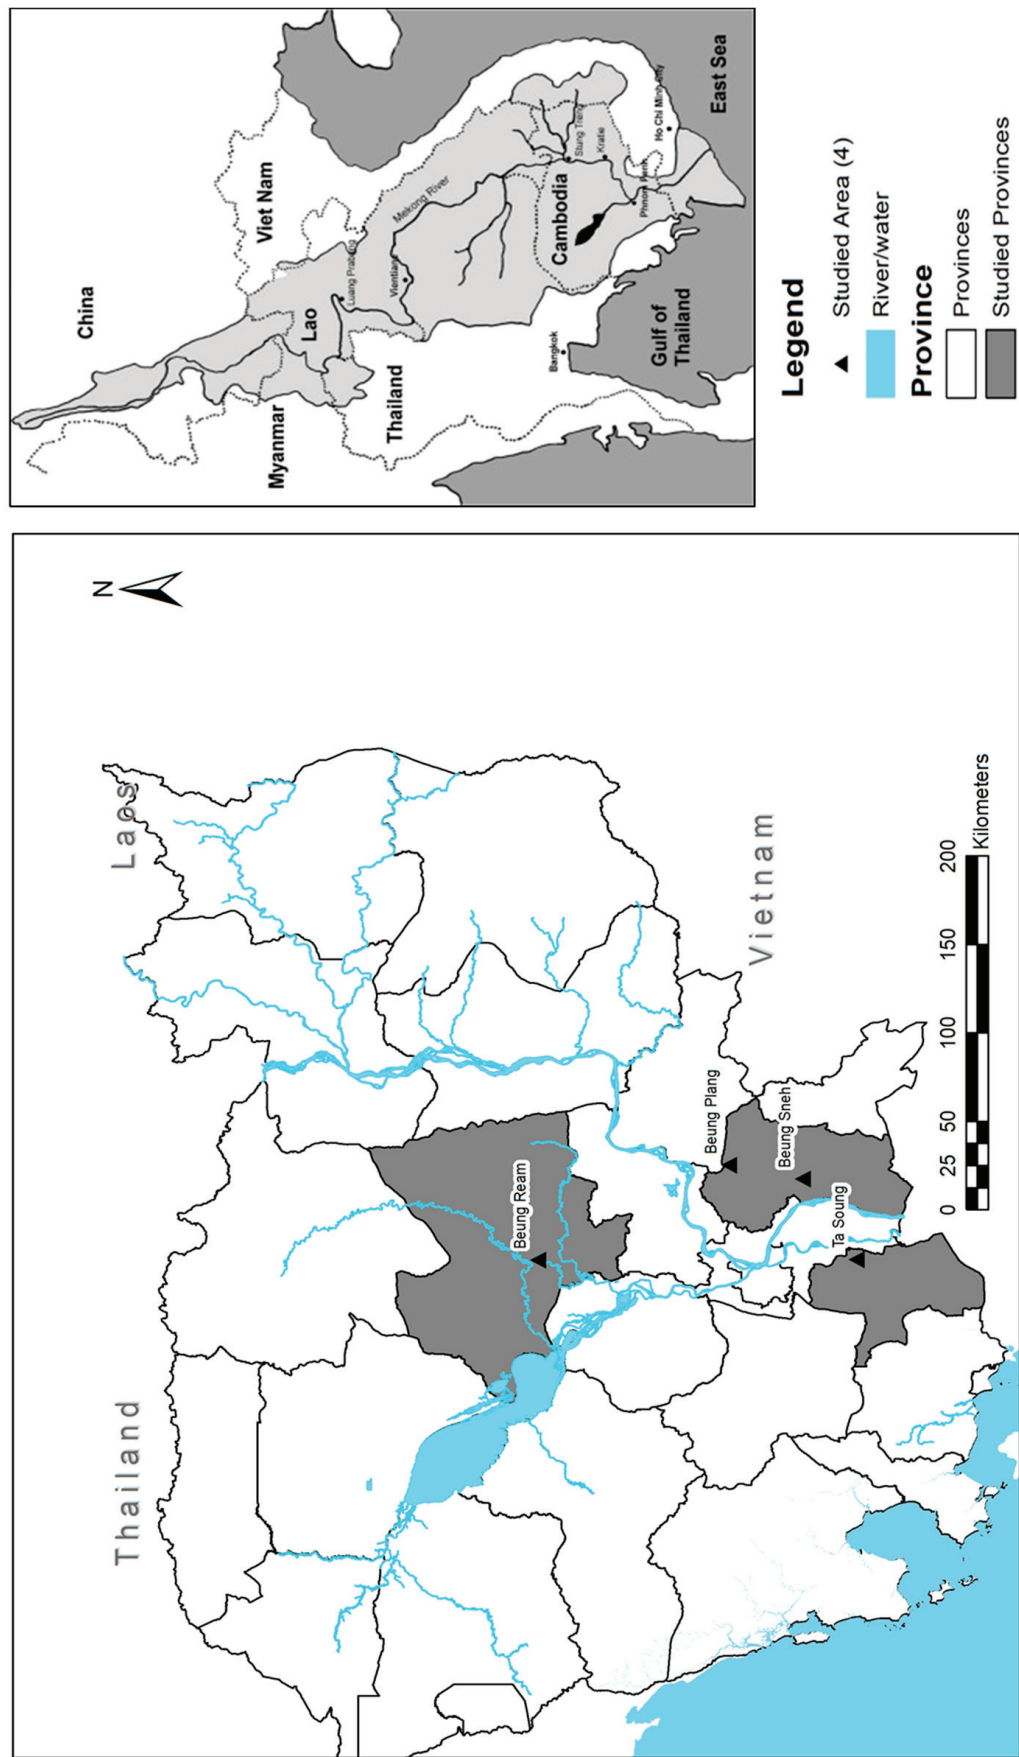 N
Thailand
Laos
Vietnam
Beung Ream
Beung Plang
Beung Sneh
Ta Soung
0 25 50 100 150 200
Kilometers
China
Viet Nam
Myanmar
Lao
Luang Prabang
Vientiane
Mekong River
Thailand
Bangkok
Cambodia
Stung Treng
Kratie
Phnom Penh
Ho Chi Minh City
Gulf of
Thailand
East Sea
Legend
Studied Area (4)
River/water
Province
Provinces
Studied Provinces